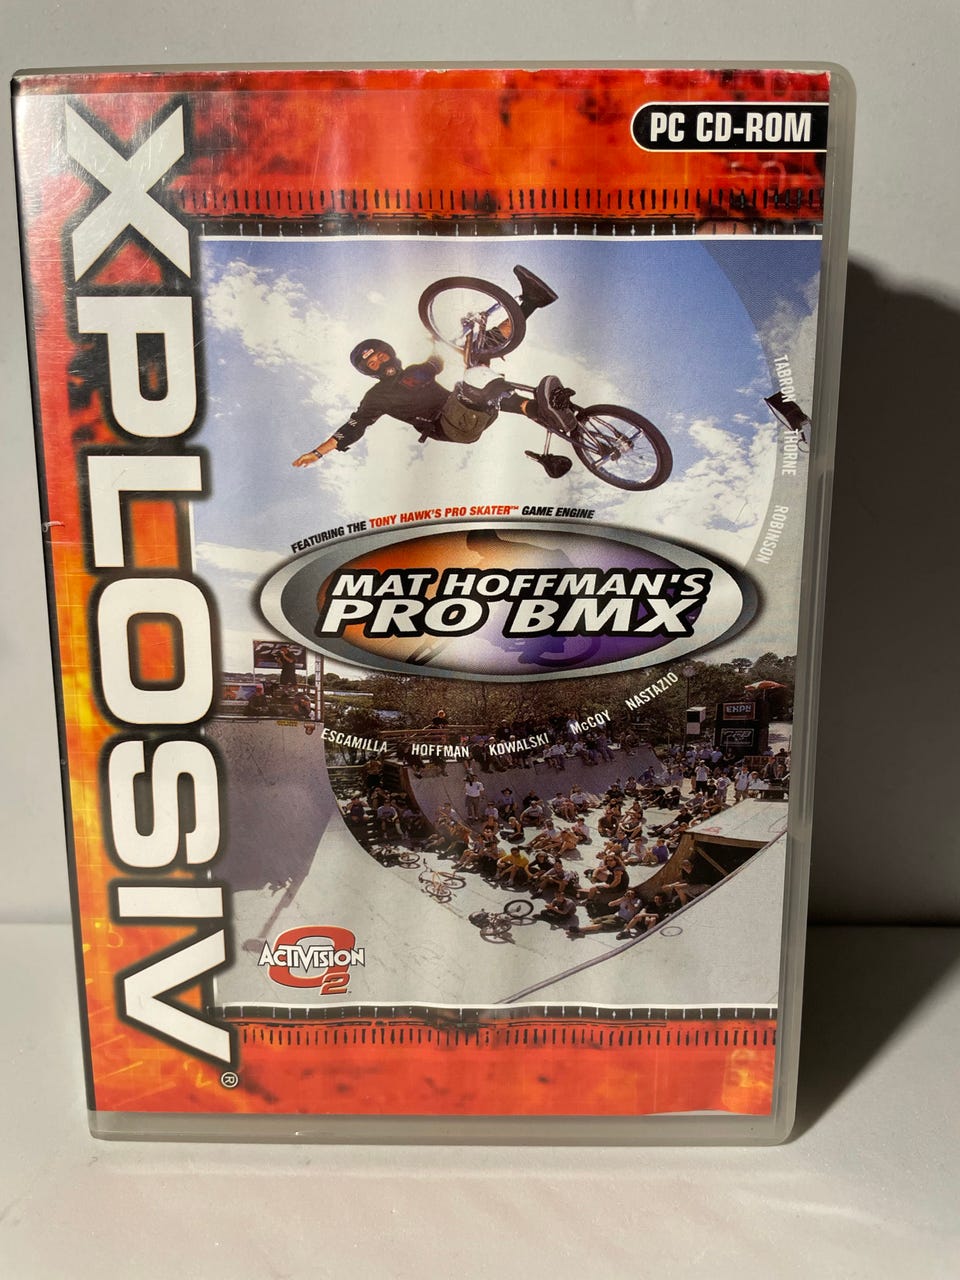 PC CD-ROM
XPLOSIV®
TABRON THORNE ROBINSON
FEATURING THE TONY HAWK'S PRO SKATER™ GAME ENGINE
MAT HOFFMAN'S
PRO BMX
ESCAMILLA HOFFMAN KOWALSKI McCOY NASTAZIO
EXPN
ACTIVISION
O2